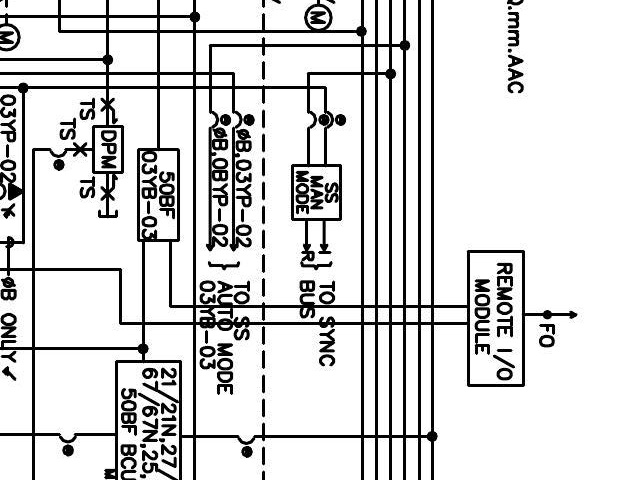 Q.mm.AAC
M
M
TS
TS
DPM
TS
03YP-02
50BF
03YB-03
ØB,03YP-02
ØB,0BYP-02
SS
MAN
MODE
R
I
TO SYNC
BUS
TO SS
AUTO MODE
03YB-03
REMOTE I/O
MODULE
FO
ØB ONLY
21/21N,27/
67/67N,25,
50BF BCU
M